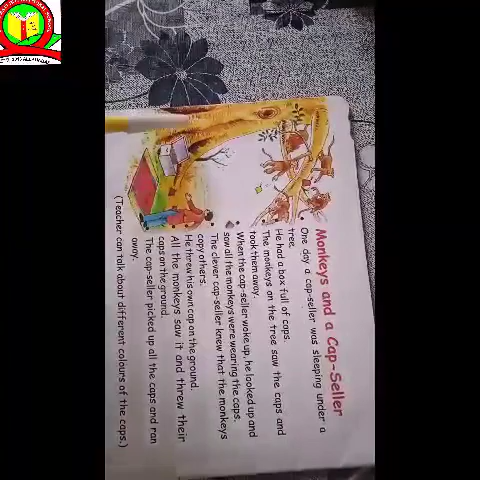 Monkeys and a Cap-Seller
One day a cap-seller was sleeping under a
tree.
He had a box full of caps.
The monkeys on the tree saw the caps and
took them away.
When the cap-seller woke up, he looked up and
saw all the monkeys were wearing the caps.
The clever cap-seller knew that the monkeys
copy others.
He threw his own cap on the ground.
All the monkeys saw it and threw their
caps on the ground.
The cap-seller picked up all the caps and ran
away.
(Teacher can talk about different colours of the caps.)